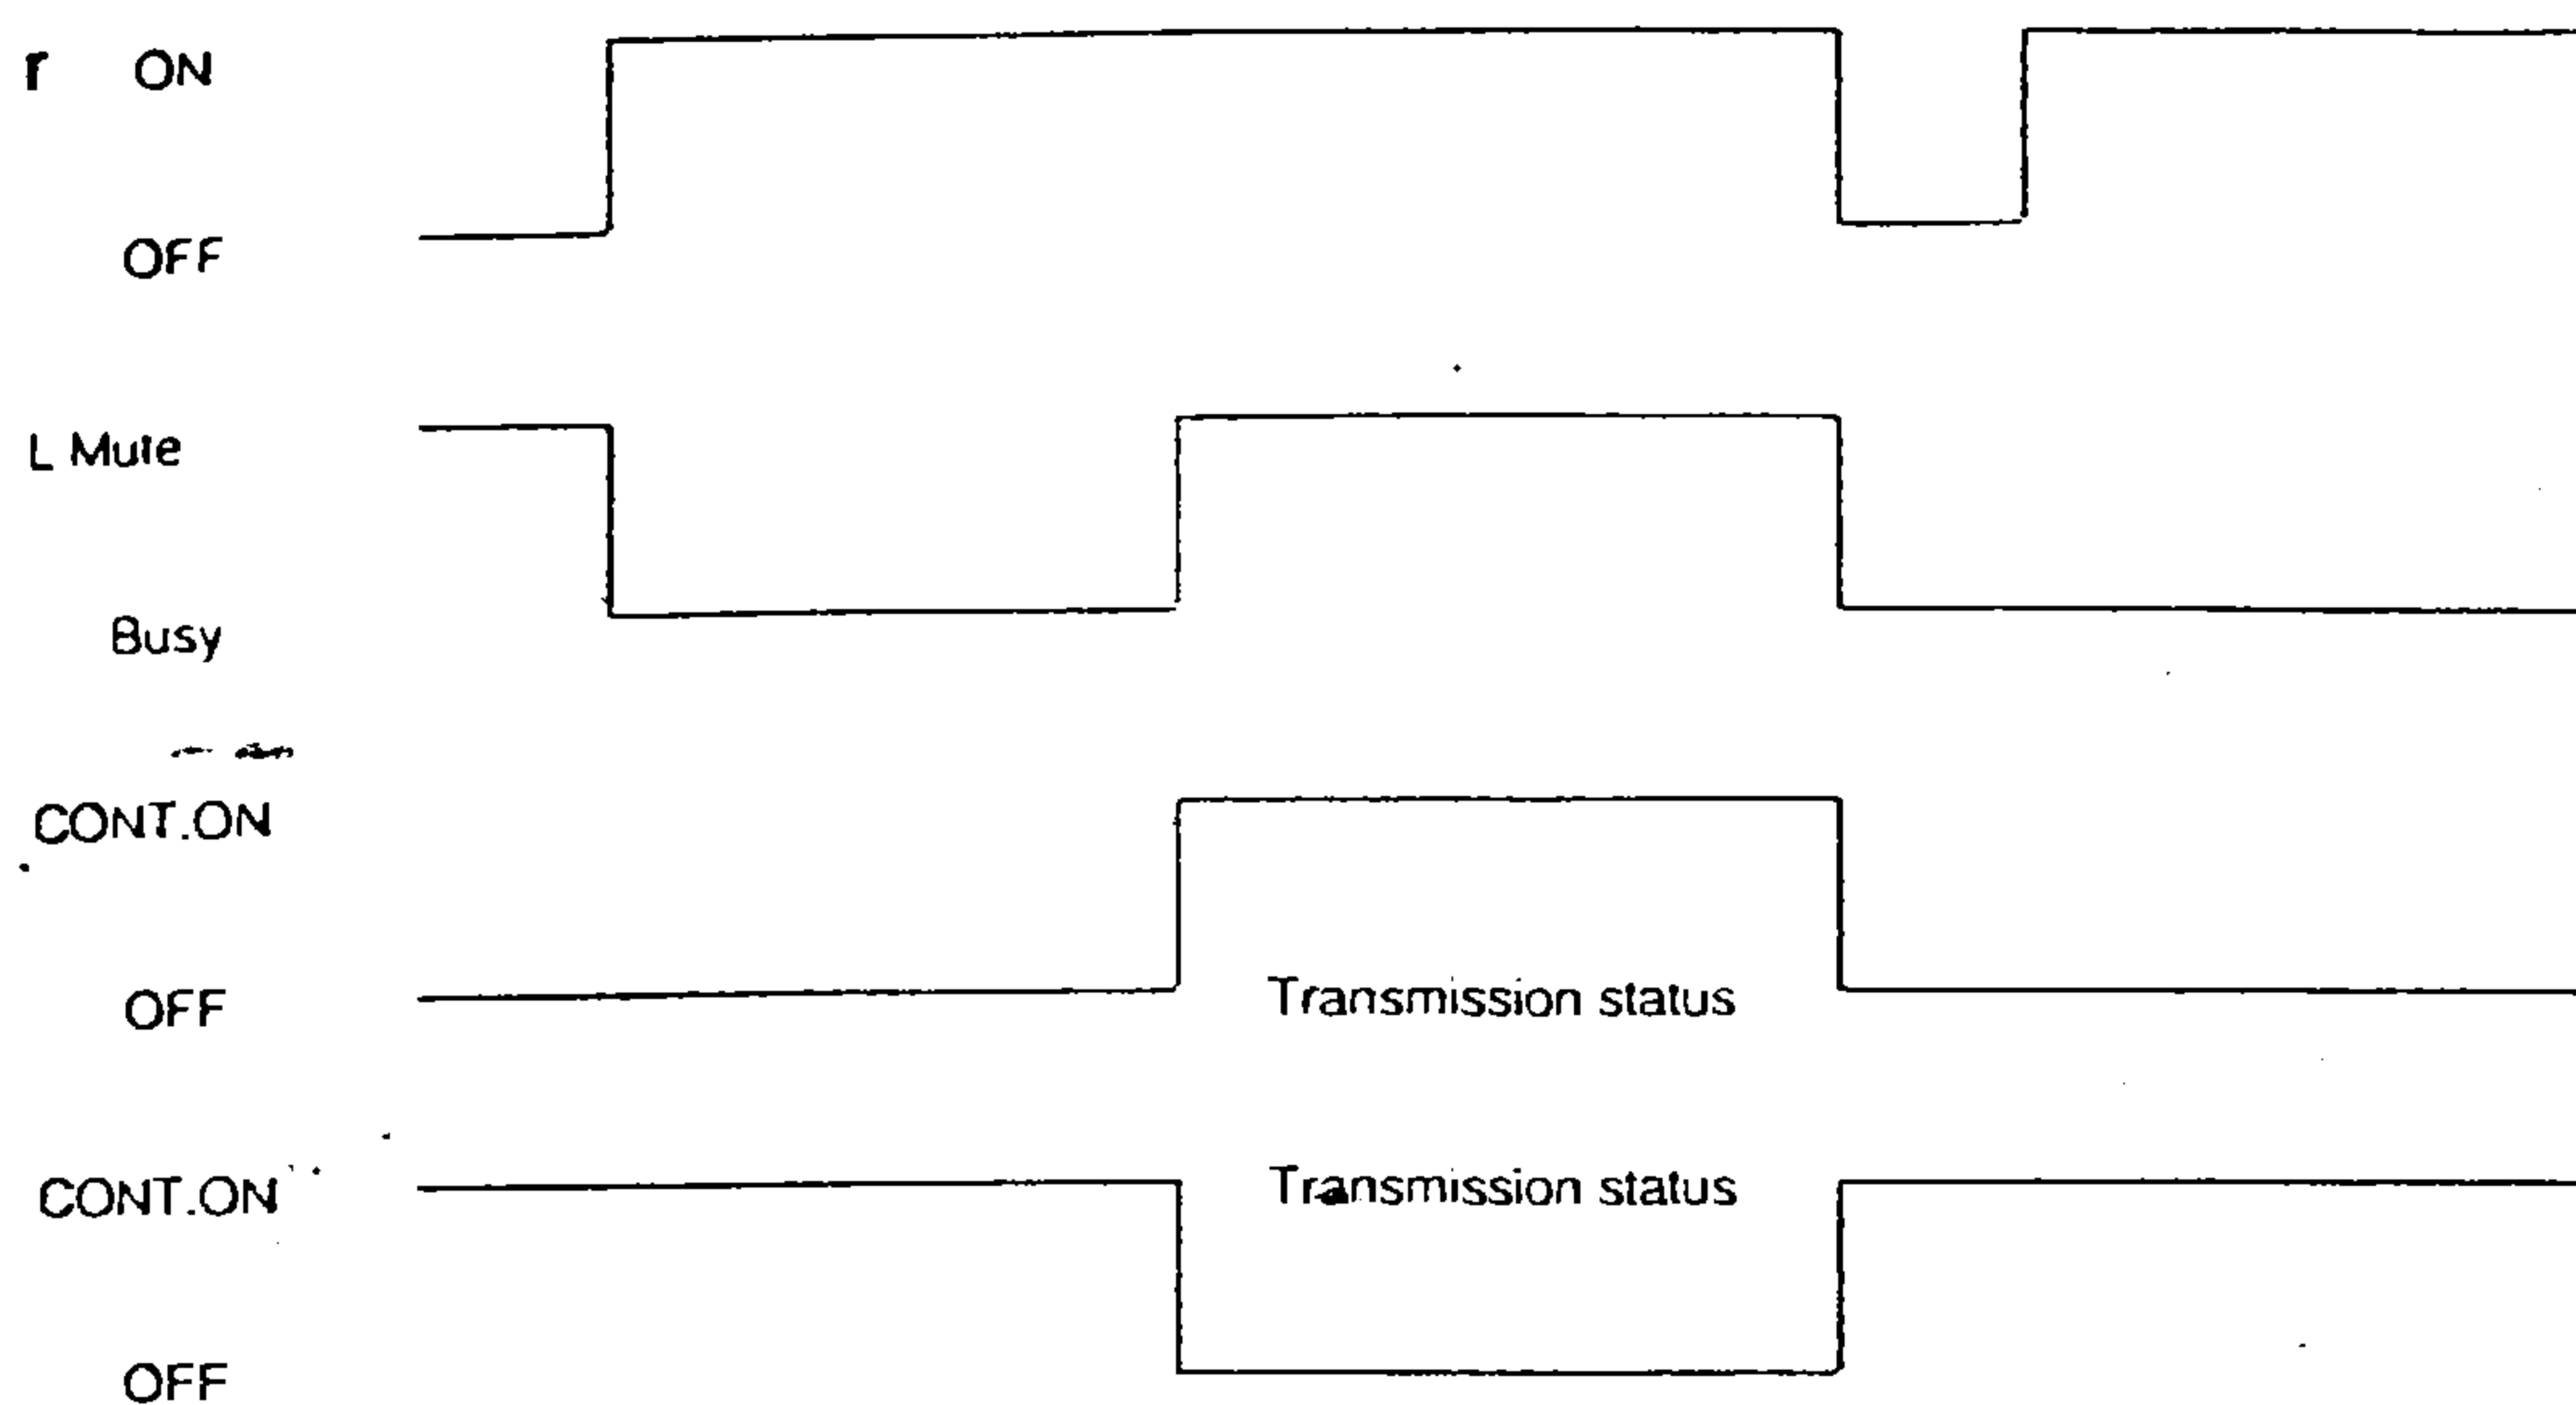 r ON
OFF
L Mute
Busy
CONT.ON
OFF
Transmission status
CONT.ON
Transmission status
OFF